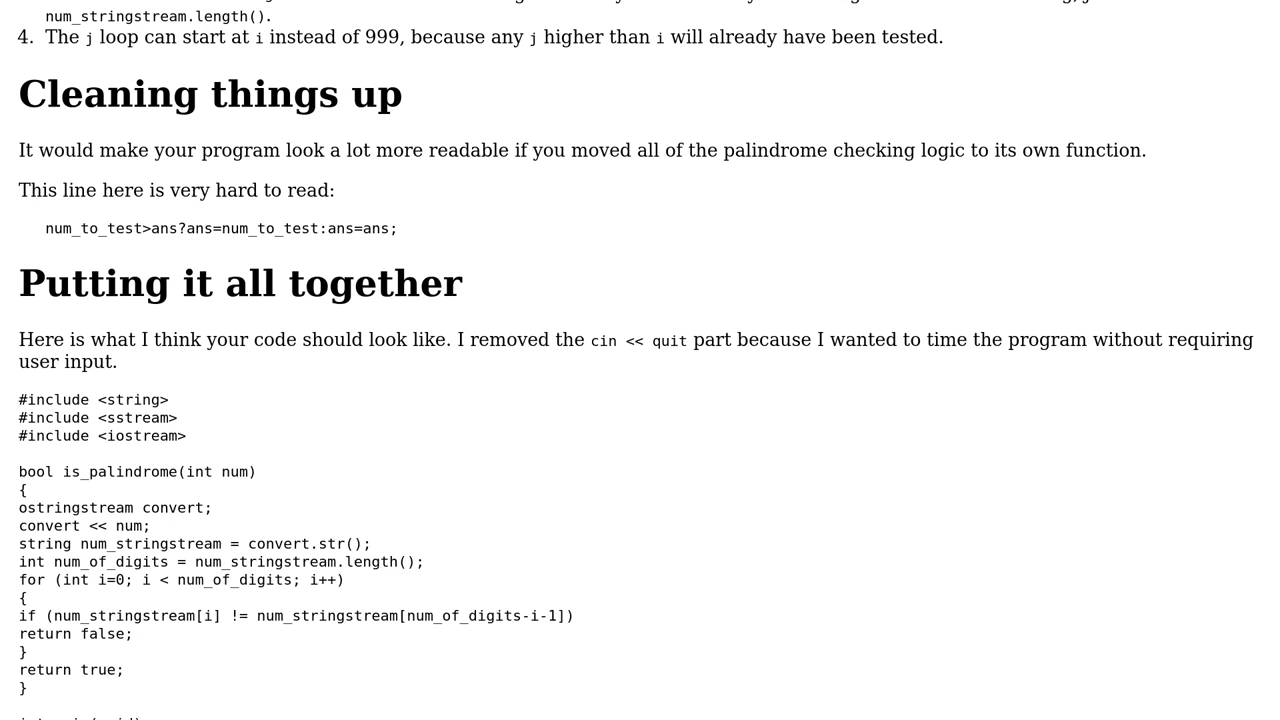 num_stringstream.length().
4. The j loop can start at i instead of 999, because any j higher than i will already have been tested.
Cleaning things up
It would make your program look a lot more readable if you moved all of the palindrome checking logic to its own function.
This line here is very hard to read:
num_to_test>ans?ans=num_to_test:ans=ans;
Putting it all together
Here is what I think your code should look like. I removed the cin << quit part because I wanted to time the program without requiring
user input.
#include <string>
#include <sstream>
#include <iostream>
bool is_palindrome(int num)
{
ostringstream convert;
convert << num;
string num_stringstream = convert.str();
int num_of_digits = num_stringstream.length();
for (int i=0; i < num_of_digits; i++)
{
if (num_stringstream[i] != num_stringstream[num_of_digits-i-1])
return false;
}
return true;
}